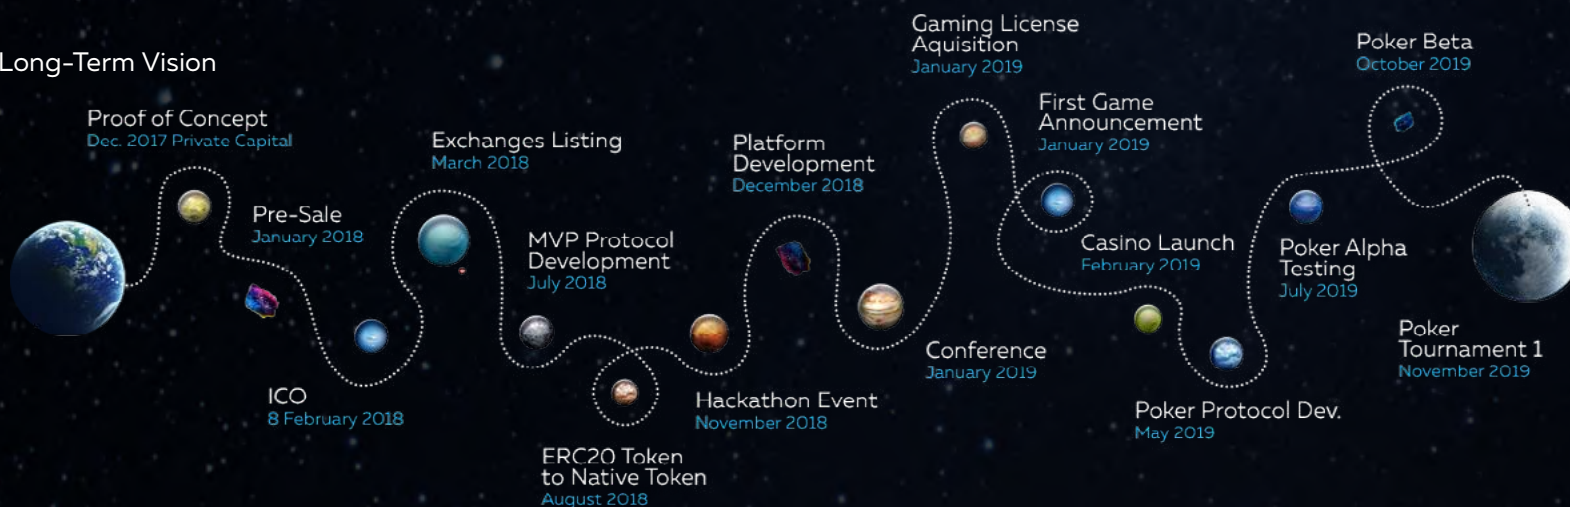 Long-Term Vision
Proof of Concept
Dec. 2017 Private Capital
Pre-Sale
January 2018
ICO
8 February 2018
Exchanges Listing
March 2018
MVP Protocol
Development
July 2018
ERC20 Token
to Native Token
August 2018
Hackathon Event
November 2018
Platform
Development
December 2018
Conference
January 2019
Gaming License
Aquisition
January 2019
First Game
Announcement
January 2019
Casino Launch
February 2019
Poker Protocol Dev.
May 2019
Poker Alpha
Testing
July 2019
Poker Beta
October 2019
Poker
Tournament 1
November 2019